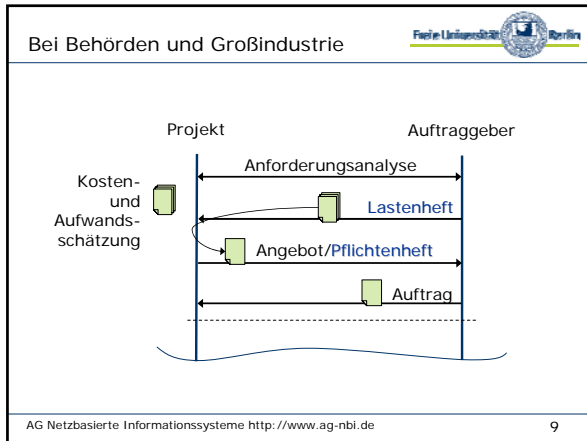 Bei Behörden und Großindustrie
Freie Universität Berlin
Projekt
Auftraggeber
Anforderungsanalyse
Kosten-
und
Aufwands-
schätzung
Lastenheft
Angebot/Pflichtenheft
Auftrag
AG Netzbasierte Informationssysteme http://www.ag-nbi.de
9